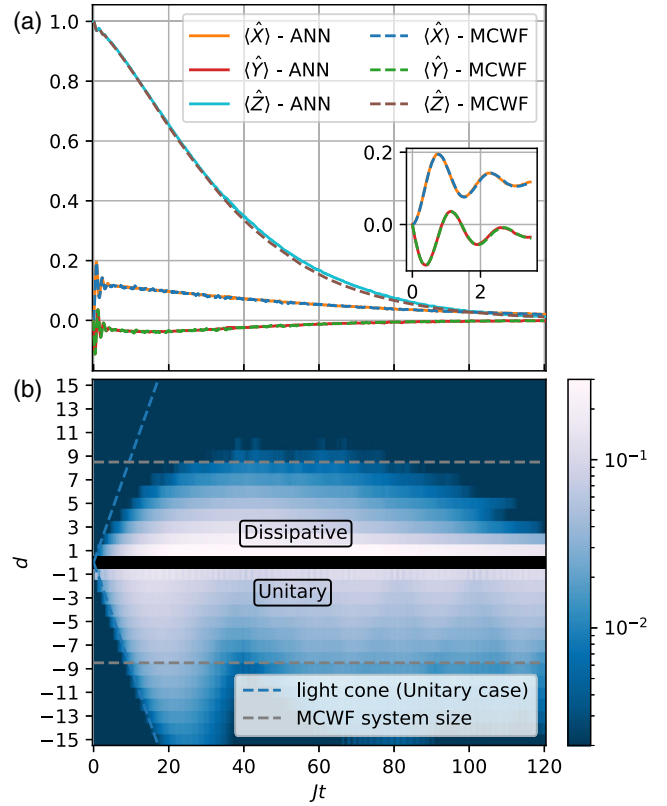 (a)
1.0
0.8
0.6
0.4
0.2
0.0
⟨X̂⟩ - ANN
⟨Ŷ⟩ - ANN
⟨Ẑ⟩ - ANN
⟨X̂⟩ - MCWF
⟨Ŷ⟩ - MCWF
⟨Ẑ⟩ - MCWF
0.2
0.0
0 2
(b)
15
13
11
9
7
5
3
1
−1
−3
−5
−7
−9
−11
−13
−15
d
Dissipative
Unitary
light cone (Unitary case)
MCWF system size
0 20 40 60 80 100 120
Jt
10⁻¹
10⁻²